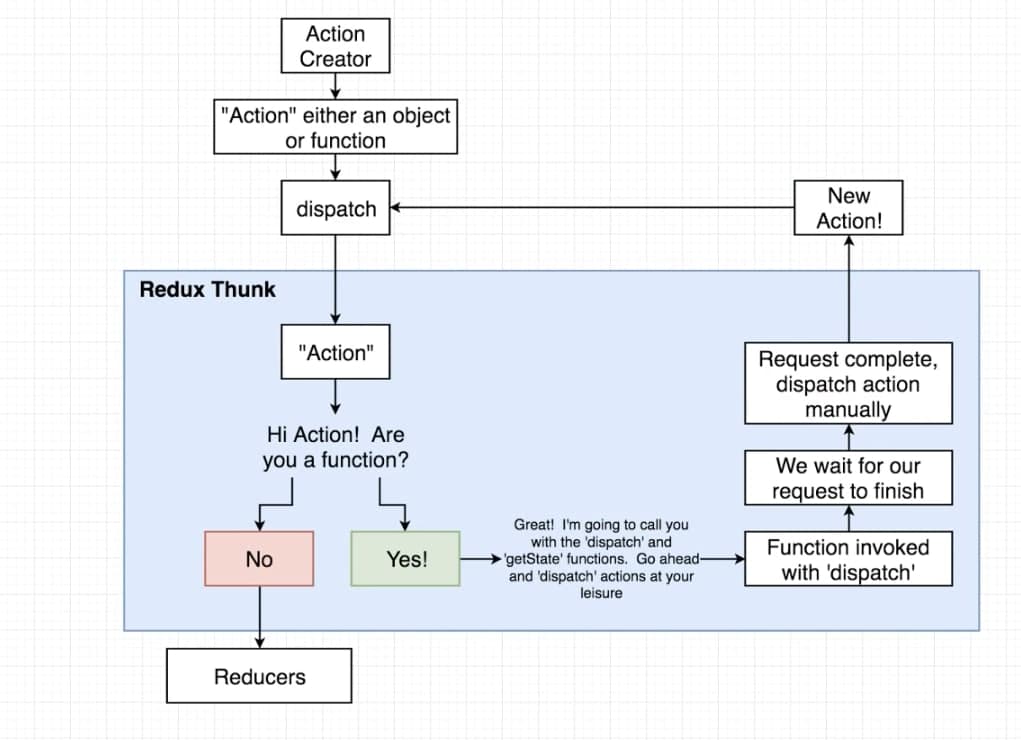 Action
Creator
"Action" either an object
or function
dispatch
New
Action!
Redux Thunk
"Action"
Hi Action!  Are
you a function?
No
Yes!
Great!  I'm going to call you
with the 'dispatch' and
'getState' functions.  Go ahead
and 'dispatch' actions at your
leisure
Function invoked
with 'dispatch'
We wait for our
request to finish
Request complete,
dispatch action
manually
Reducers